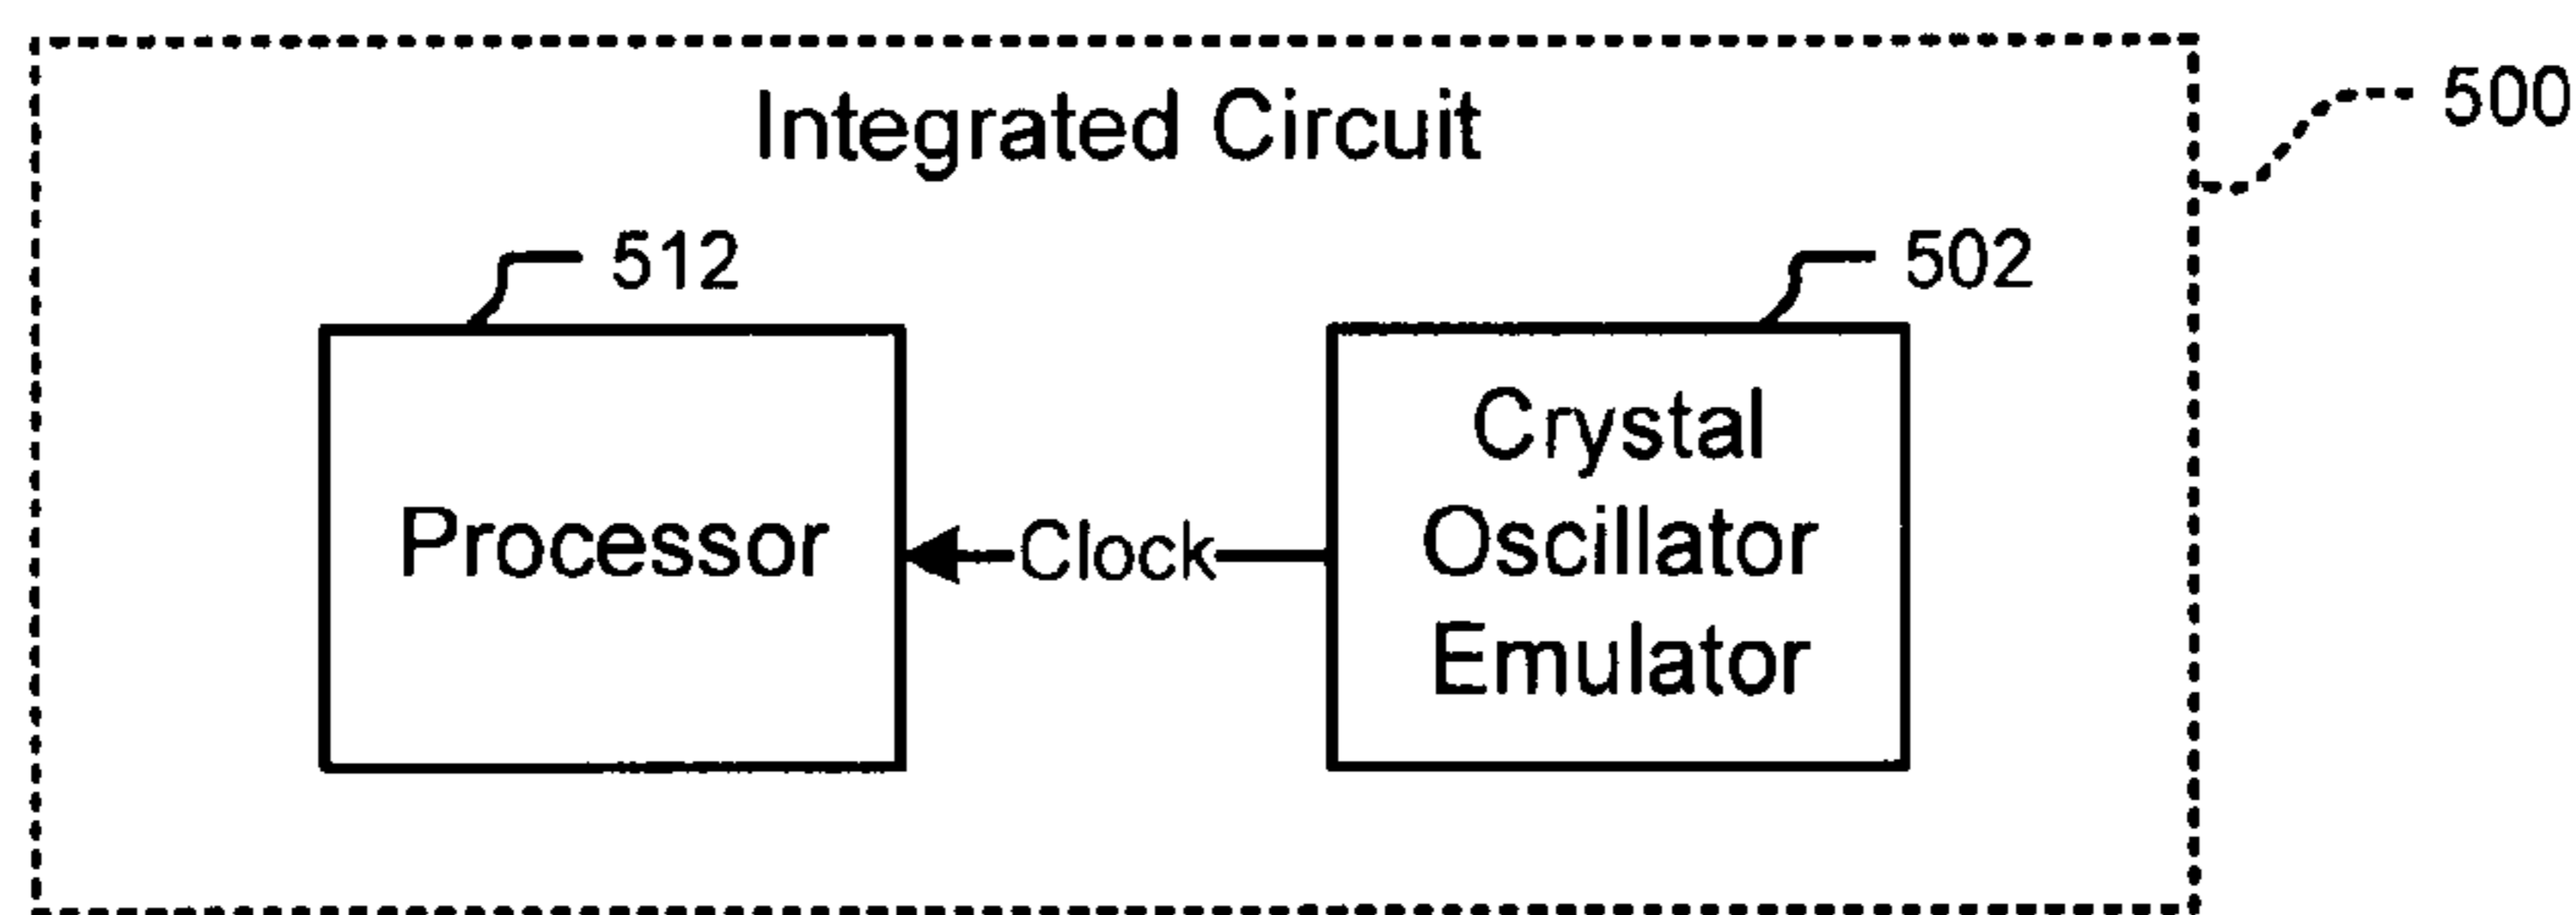 Integrated Circuit
500
512
502
Processor
Clock
Crystal
Oscillator
Emulator